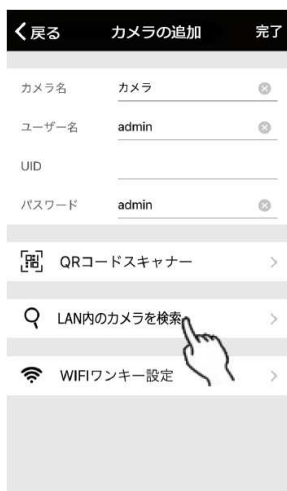 戻る カメラの追加 完了
カメラ名 カメラ
ユーザー名 admin
UID
パスワード admin
QRコードスキャナー
LAN内のカメラを検索
WIFIワンキー設定